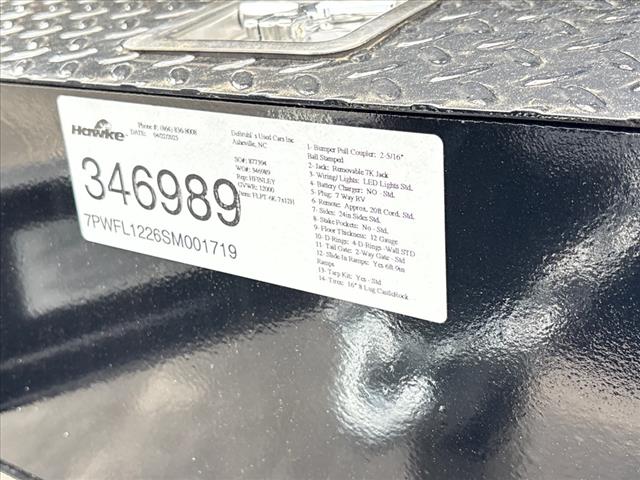 Hawke
Phone #: (866) 836-9008
DATE: 04/22/2025
DeBruhl`s Used Cars Inc
Asheville, NC
SO#: 877394
WO#: 346989
Rep: HFINLEY
GVWR: 12000
Item: FLPT-6K-7x12H
346989
7PWFL1226SM001719
1- Bumper Pull Coupler: 2-5/16"
Ball Stamped
2- Jack: Removable 7K Jack
3- Wiring/ Lights: LED Lights Std.
4- Battery Charger: NO - Std.
5- Plug: 7 Way RV
6- Remote: Approx. 20ft Cord. Std.
7- Sides: 24in Sides Std.
8- Stake Pockets: No - Std.
9- Floor Thickness: 12 Gauge
10- D-Rings: 4-D Rings-Wall STD
11- Tail Gate: 2-Way Gate - Std
12- Slide In Ramps: Yes 68.9in
Ramps
13- Tarp Kit: Yes - Std
14- Tires: 16" 8 Lug CastleRock